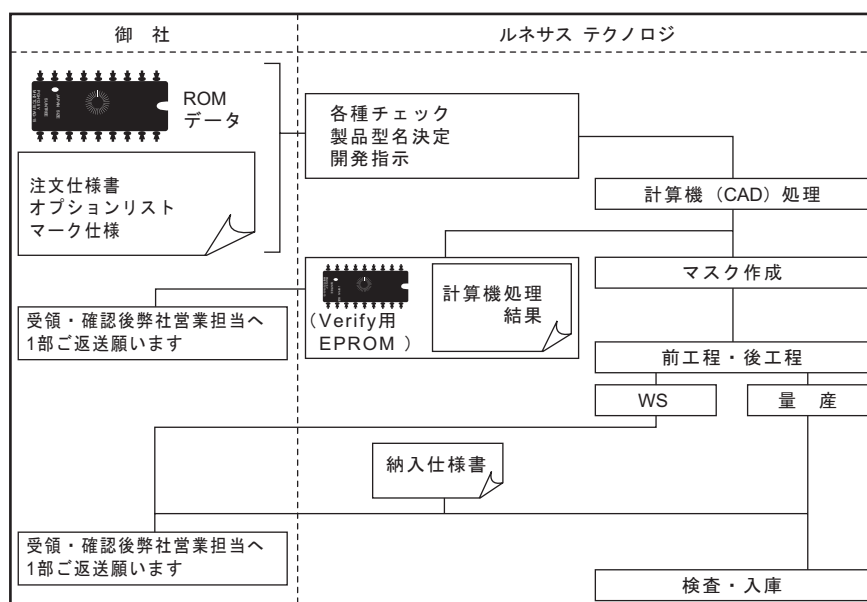 御 社
ルネサス テクノロジ
ROM
データ
注文仕様書
オプションリスト
マーク仕様
各種チェック
製品型名決定
開発指示
計算機（CAD）処理
マスク作成
(Verify用
EPROM )
計算機処理
結果
受領・確認後弊社営業担当へ
1部ご返送願います
前工程・後工程
WS
量 産
納入仕様書
受領・確認後弊社営業担当へ
1部ご返送願います
検査・入庫